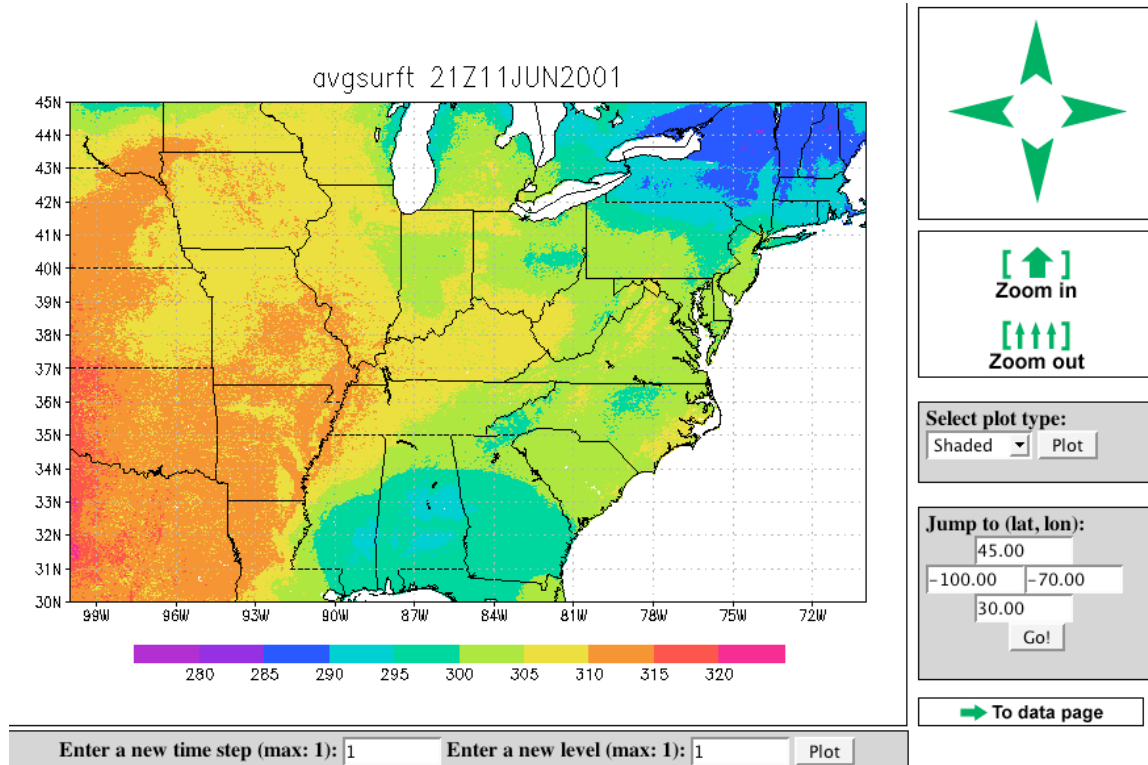 avgsurft 21Z11JUN2001
45N
44N
43N
42N
41N
40N
39N
38N
37N
36N
35N
34N
33N
32N
31N
30N
99W 96W 93W 90W 87W 84W 81W 78W 75W 72W
280 285 290 295 300 305 310 315 320
Zoom in
Zoom out
Select plot type:
Shaded Plot
Jump to (lat, lon):
45.00
-100.00 -70.00
30.00
Go!
To data page
Enter a new time step (max: 1): 1 Enter a new level (max: 1): 1 Plot